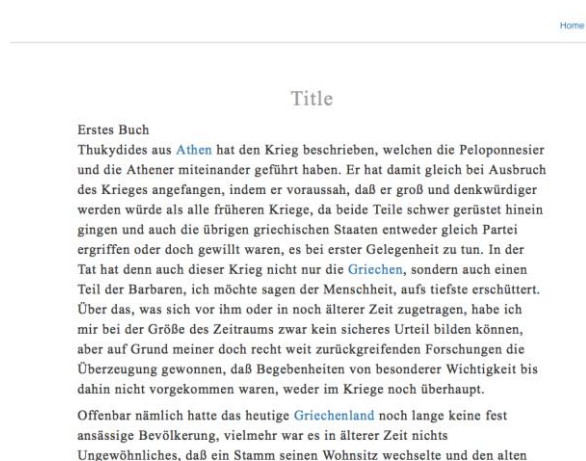 Home
Title
Erstes Buch
Thukydides aus Athen hat den Krieg beschrieben, welchen die Peloponnesier
und die Athener miteinander geführt haben. Er hat damit gleich bei Ausbruch
des Krieges angefangen, indem er voraussah, daß er groß und denkwürdiger
werden würde als alle früheren Kriege, da beide Teile schwer gerüstet hinein
gingen und auch die übrigen griechischen Staaten entweder gleich Partei
ergriffen oder doch gewillt waren, es bei erster Gelegenheit zu tun. In der
Tat hat denn auch dieser Krieg nicht nur die Griechen, sondern auch einen
Teil der Barbaren, ich möchte sagen der Menschheit, aufs tiefste erschüttert.
Über das, was sich vor ihm oder in noch älterer Zeit zugetragen, habe ich
mir bei der Größe des Zeitraums zwar kein sicheres Urteil bilden können,
aber auf Grund meiner doch recht weit zurückgreifenden Forschungen die
Überzeugung gewonnen, daß Begebenheiten von besonderer Wichtigkeit bis
dahin nicht vorgekommen waren, weder im Kriege noch überhaupt.
Offenbar nämlich hatte das heutige Griechenland noch lange keine fest
ansässige Bevölkerung, vielmehr war es in älterer Zeit nichts
Ungewöhnliches, daß ein Stamm seinen Wohnsitz wechselte und den alten